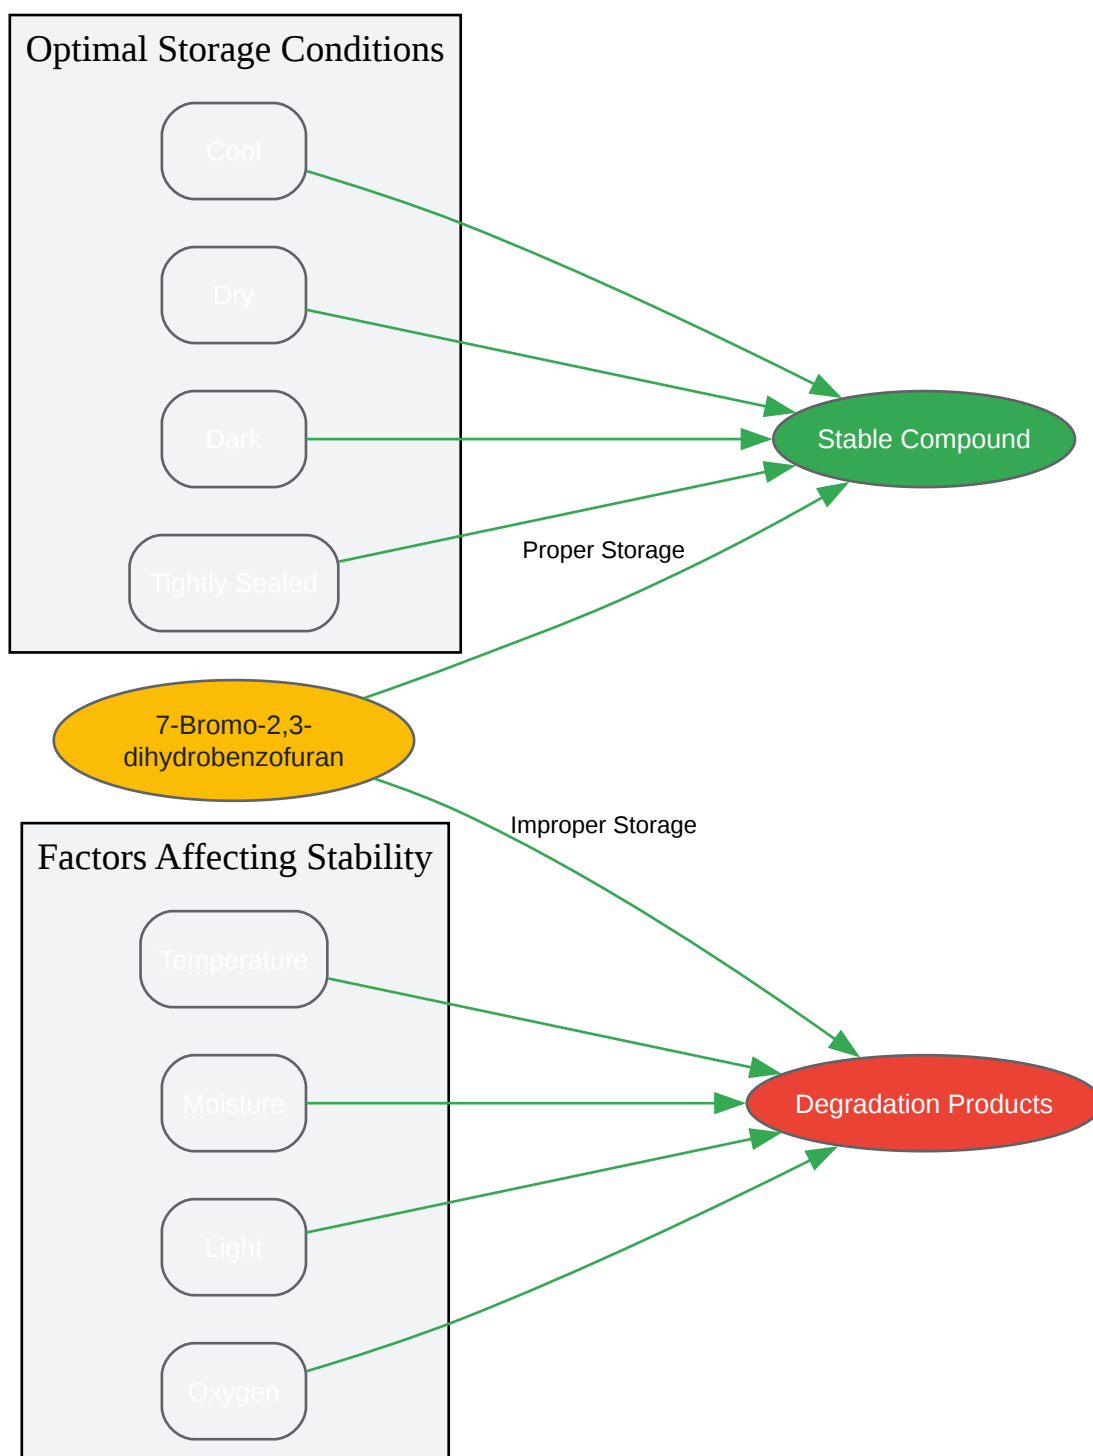 Optimal Storage Conditions
Cool
Dry
Dark
Tightly Sealed
Stable Compound
Proper Storage
7-Bromo-2,3-
dihydrobenzofuran
Improper Storage
Factors Affecting Stability
Temperature
Moisture
Light
Oxygen
Degradation Products